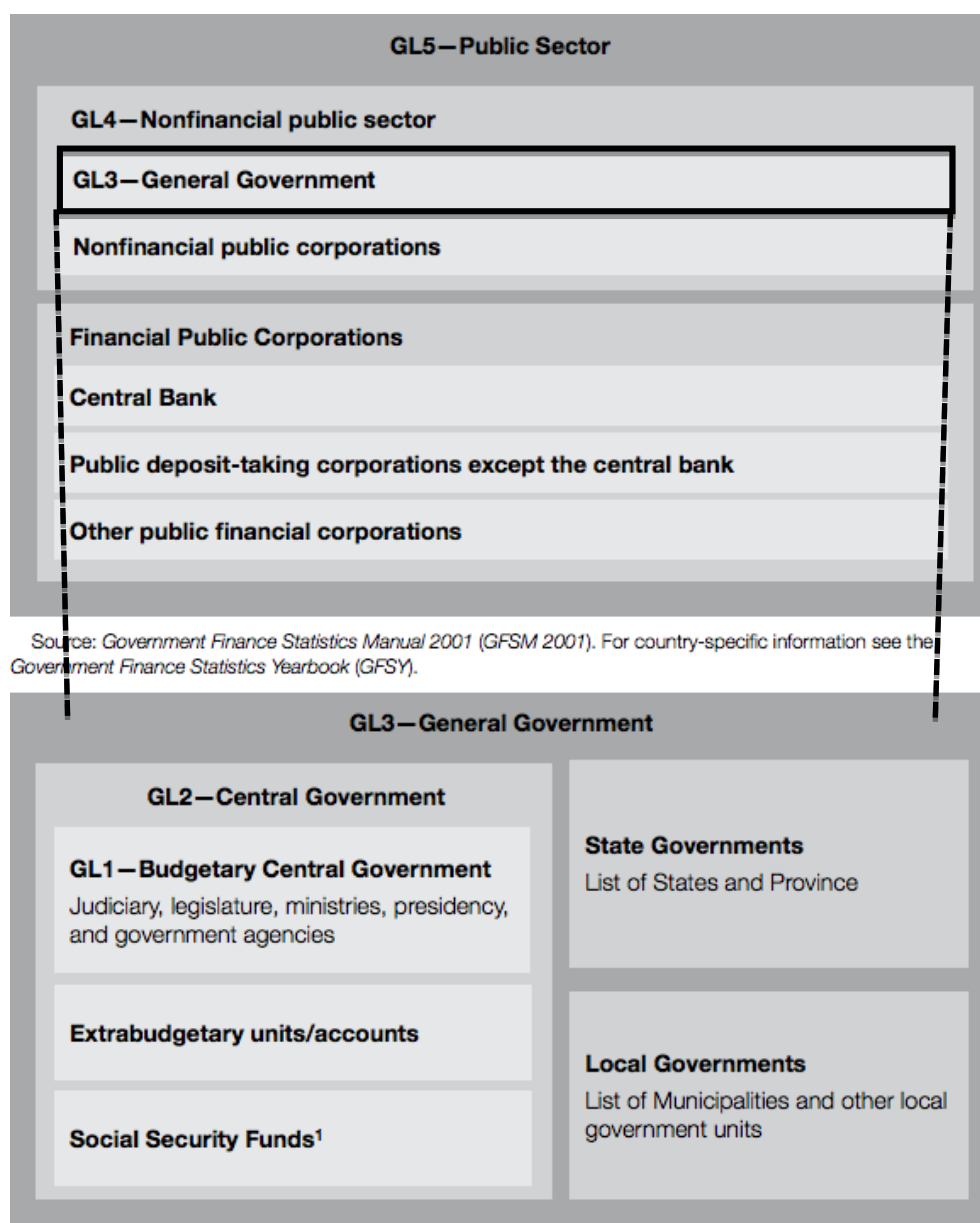 GL5—Public Sector
GL4—Nonfinancial public sector
GL3—General Government
Nonfinancial public corporations
Financial Public Corporations
Central Bank
Public deposit-taking corporations except the central bank
Other public financial corporations
Source: Government Finance Statistics Manual 2001 (GFSM 2001). For country-specific information see the
Government Finance Statistics Yearbook (GFSY).
GL3—General Government
GL2—Central Government
GL1—Budgetary Central Government
Judiciary, legislature, ministries, presidency,
and government agencies
Extrabudgetary units/accounts
Social Security Funds¹
State Governments
List of States and Province
Local Governments
List of Municipalities and other local
government units